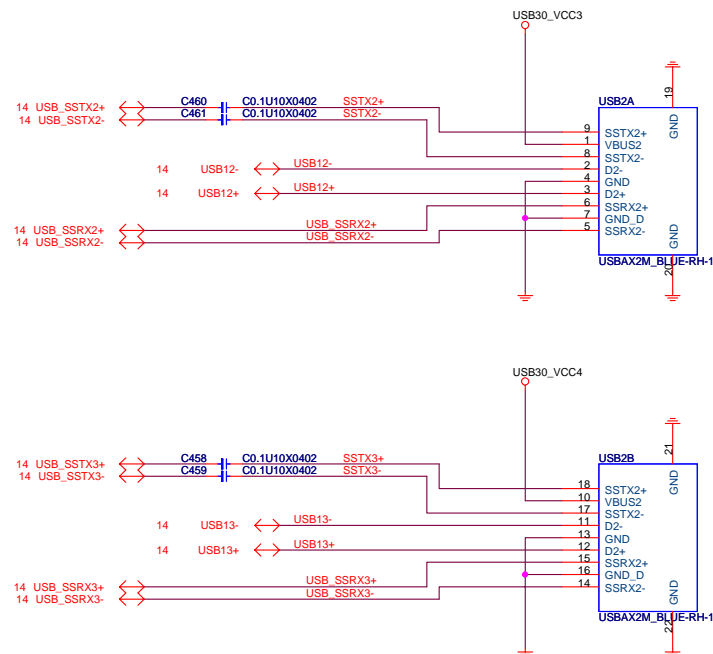 USB30_VCC3
USB2A
19
GND
14 USB_SSTX2+ C460 C0.1U10X0402 SSTX2+
14 USB_SSTX2- C461 C0.1U10X0402 SSTX2-
9 SSTX2+
1 VBUS2
8 SSTX2-
14 USB12- USB12- 2 D2-
4 GND
14 USB12+ USB12+ 3 D2+
6 SSRX2+
14 USB_SSRX2+ USB_SSRX2+ 7 GND_D
14 USB_SSRX2- USB_SSRX2- 5 SSRX2-
GND
USBAX2M_BLUE-RH-1
20
USB30_VCC4
USB2B
21
GND
14 USB_SSTX3+ C458 C0.1U10X0402 SSTX3+
14 USB_SSTX3- C459 C0.1U10X0402 SSTX3-
18 SSTX2+
10 VBUS2
17 SSTX2-
14 USB13- USB13- 11 D2-
13 GND
14 USB13+ USB13+ 12 D2+
15 SSRX2+
16 GND_D
14 USB_SSRX3+ USB_SSRX3+ 14 SSRX2-
14 USB_SSRX3- USB_SSRX3-
GND
USBAX2M_BLUE-RH-1
22